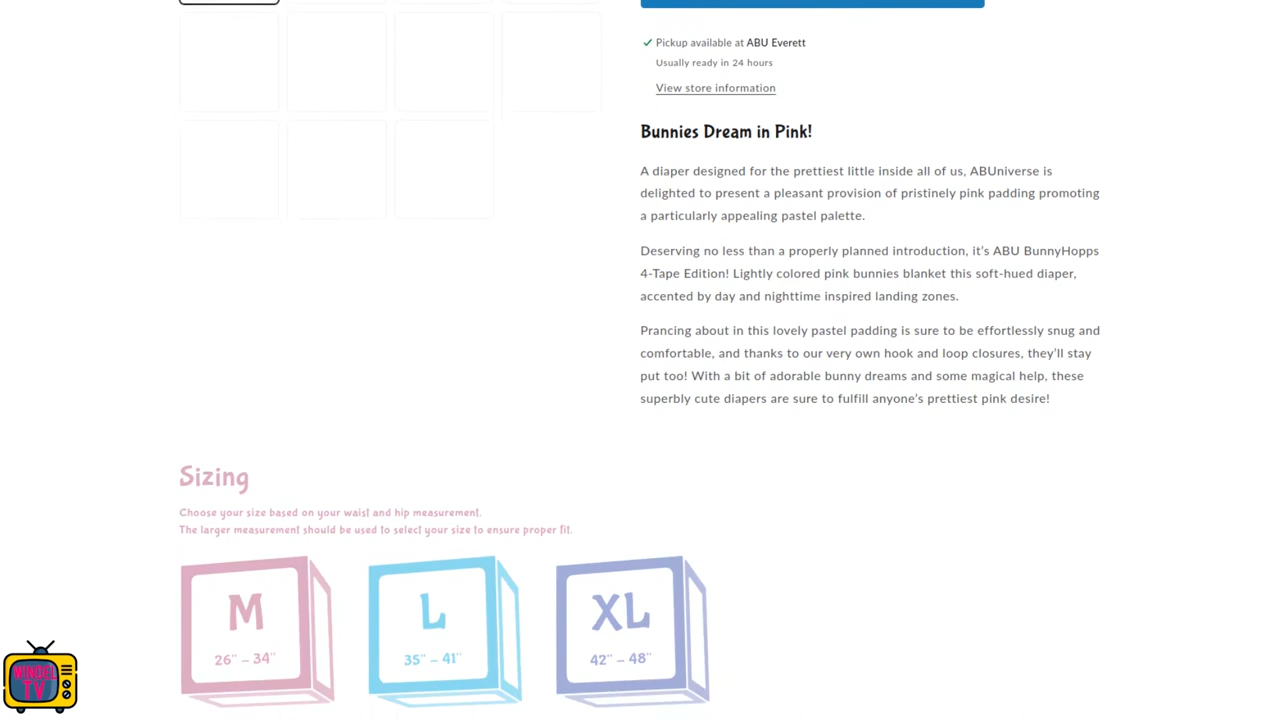 Pickup available at ABU Everett
Usually ready in 24 hours
View store information
Bunnies Dream in Pink!
A diaper designed for the prettiest little inside all of us, ABUniverse is
delighted to present a pleasant provision of pristinely pink padding promoting
a particularly appealing pastel palette.
Deserving no less than a properly planned introduction, it’s ABU BunnyHopps
4-Tape Edition! Lightly colored pink bunnies blanket this soft-hued diaper,
accented by day and nighttime inspired landing zones.
Prancing about in this lovely pastel padding is sure to be effortlessly snug and
comfortable, and thanks to our very own hook and loop closures, they’ll stay
put too! With a bit of adorable bunny dreams and some magical help, these
superbly cute diapers are sure to fulfill anyone’s prettiest pink desire!
Sizing
Choose your size based on your waist and hip measurement.
The larger measurement should be used to select your size to ensure proper fit.
M
26" – 34"
L
35" – 41"
XL
42" – 48"
TV